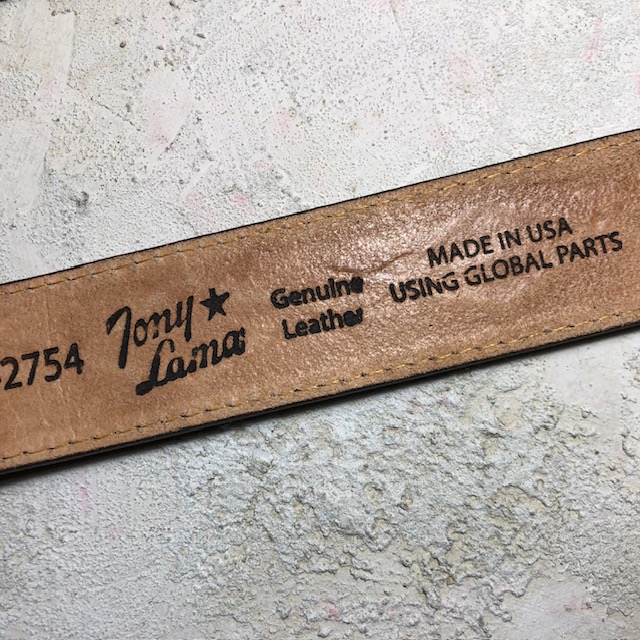 2754
Tony
Lama
Genuine
Leather
MADE IN USA
USING GLOBAL PARTS